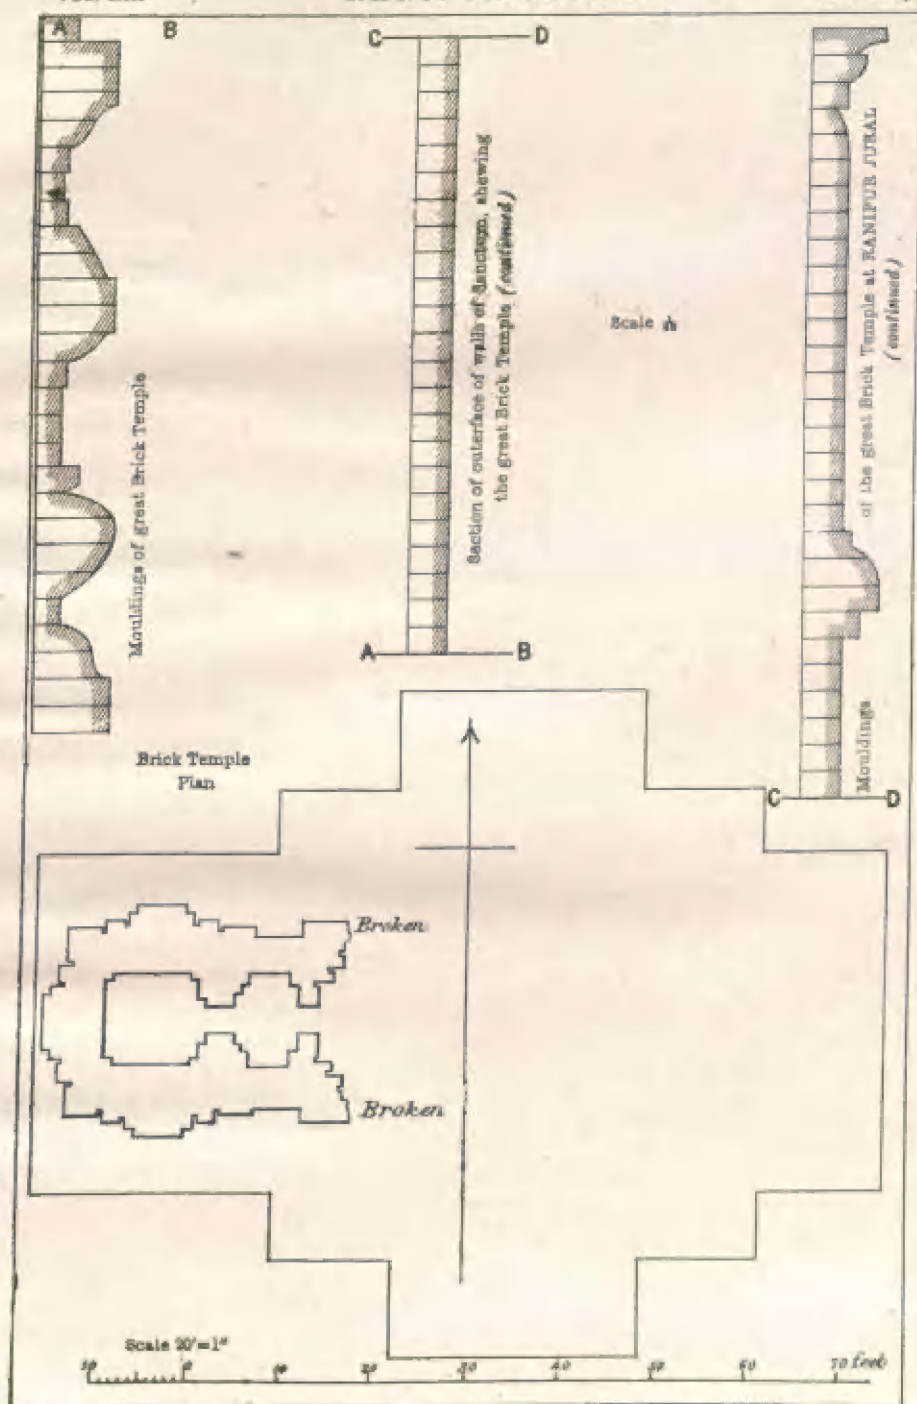 A
B
C
D
Mouldings of great Brick Temple
Section of outerface of walls of Sanctum, shewing
the great Brick Temple (continued)
Scale
of the great Brick Temple at RANIPUR JURAL
(continued)
Mouldings
A
B
C
D
Brick Temple
Plan
Broken
Broken
Scale 20'=1"
10 0 10 20 30 40 50 60 70 feet